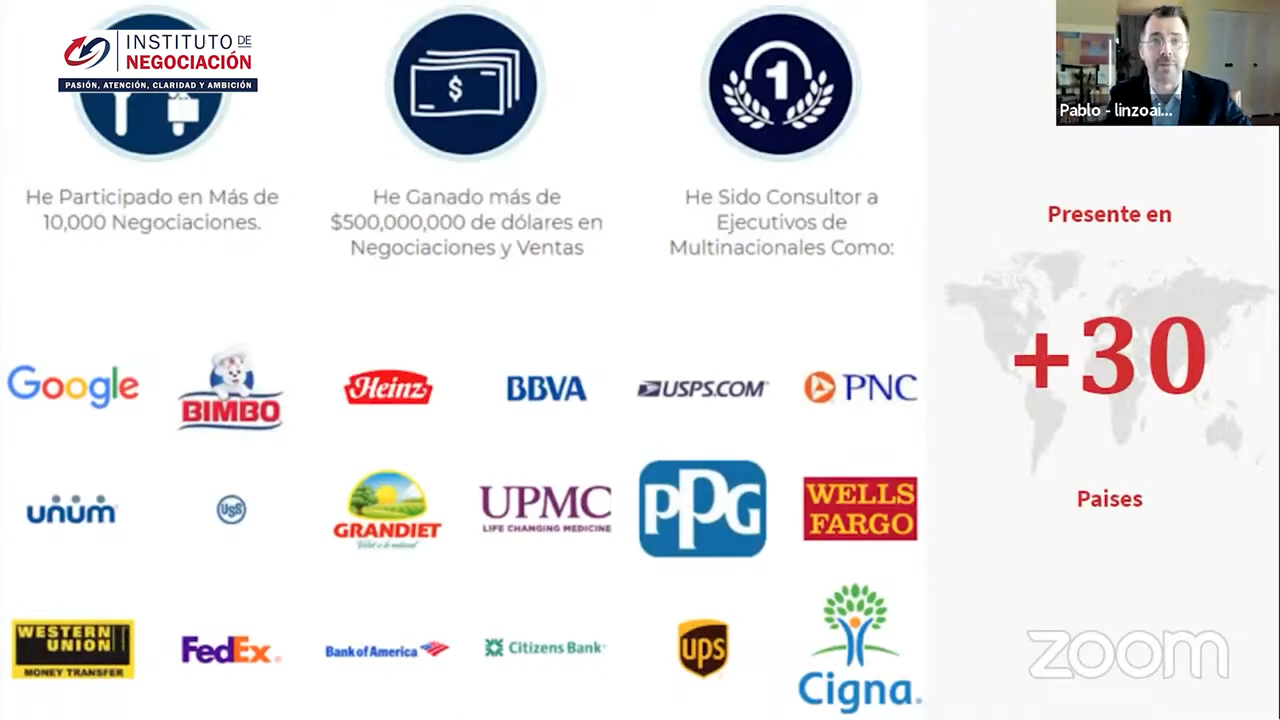 INSTITUTO DE
NEGOCIACIÓN
PASIÓN, ATENCIÓN, CLARIDAD Y AMBICIÓN
$
1
Pablo - linzoai...
He Participado en Más de
10,000 Negociaciones.
He Ganado más de
$500,000,000 de dólares en
Negociaciones y Ventas
He Sido Consultor a
Ejecutivos de
Multinacionales Como:
Presente en
+30
Paises
Google
BIMBO
Heinz
BBVA
USPS.COM
PNC
unum
USS
GRANDIET
UPMC
LIFE CHANGING MEDICINE
PPG
WELLS
FARGO
WESTERN
UNION
MONEY TRANSFER
FedEx
Bank of America
Citizens Bank
ups
Cigna
zoom